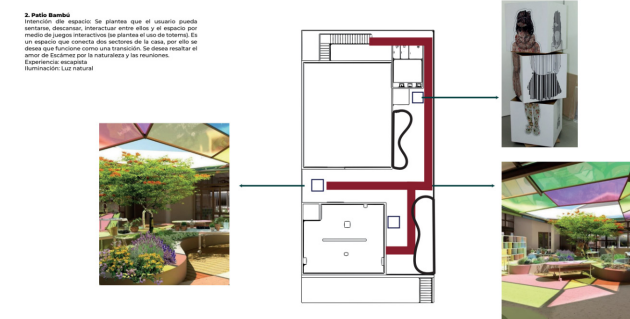 2. Patio Bambú
Intención dle espacio: Se plantea que el usuario pueda
sentarse, descansar, interactuar entre ellos y el espacio por
medio de juegos interactivos (se plantea el uso de totems). Es
un espacio que conecta dos sectores de la casa, por ello se
desea que funcione como una transición. Se desea resaltar el
amor de Escámez por la naturaleza y las reuniones.
Experiencia: escapista
Iluminación: Luz natural